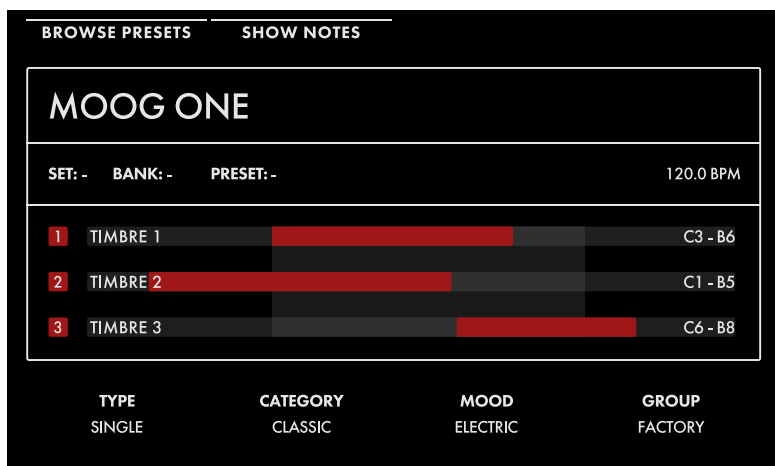 BROWSE PRESETS SHOW NOTES
MOOG ONE
SET: - BANK: - PRESET: - 120.0 BPM
1 TIMBRE 1 C3 - B6
2 TIMBRE 2 C1 - B5
3 TIMBRE 3 C6 - B8
TYPE CATEGORY MOOD GROUP
SINGLE CLASSIC ELECTRIC FACTORY